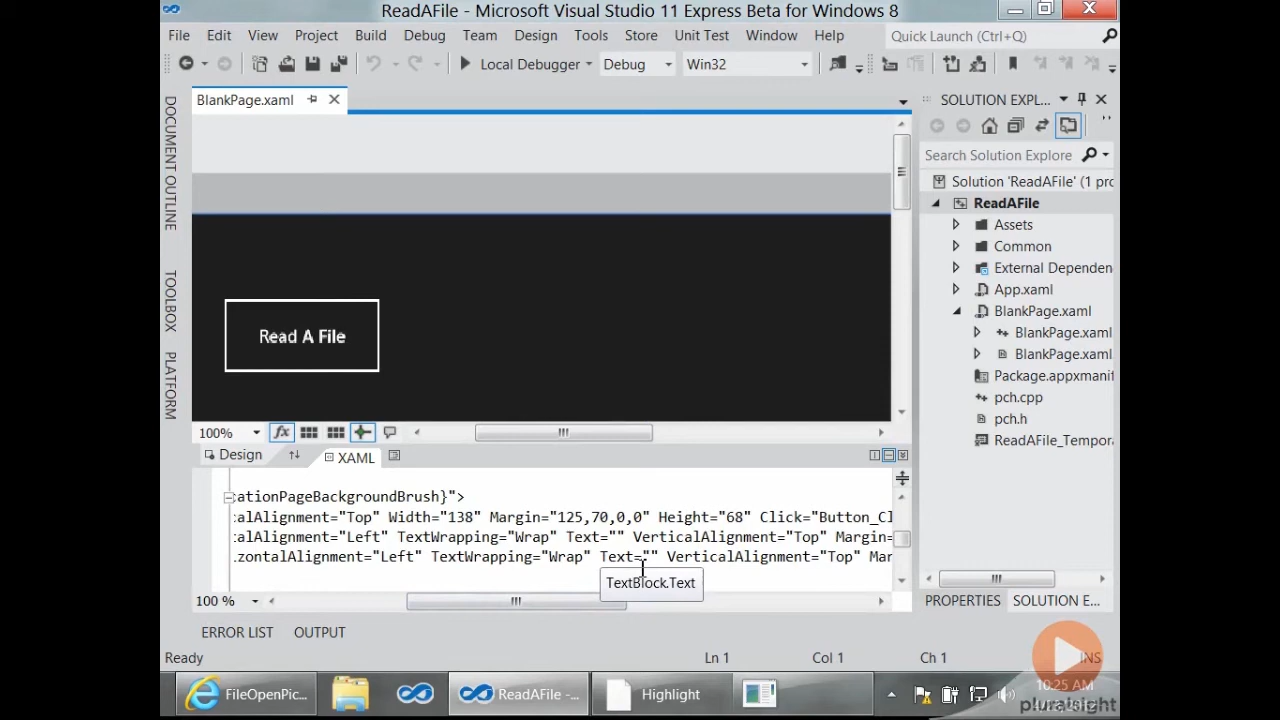 ReadAFile - Microsoft Visual Studio 11 Express Beta for Windows 8
File Edit View Project Build Debug Team Design Tools Store Unit Test Window Help
Quick Launch (Ctrl+Q)
Local Debugger Debug Win32
BlankPage.xaml
DOCUMENT OUTLINE
TOOLBOX
PLATFORM
Read A File
100%
Design XAML
cationPageBackgroundBrush}">
calAlignment="Top" Width="138" Margin="125,70,0,0" Height="68" Click="Button_Cl
talAlignment="Left" TextWrapping="Wrap" Text="" VerticalAlignment="Top" Margin=
zontalAlignment="Left" TextWrapping="Wrap" Text="" VerticalAlignment="Top" Mar
TextBlock.Text
100 %
SOLUTION EXPL...
Search Solution Explore
Solution 'ReadAFile' (1 pro
ReadAFile
Assets
Common
External Dependen
App.xaml
BlankPage.xaml
BlankPage.xaml.
BlankPage.xaml.
Package.appxmanif
pch.cpp
pch.h
ReadAFile_Tempora
PROPERTIES SOLUTION E...
ERROR LIST OUTPUT
Ready Ln 1 Col 1 Ch 1 INS
FileOpenPic... ReadAFile -... Highlight
10:25 AM
pluralsight